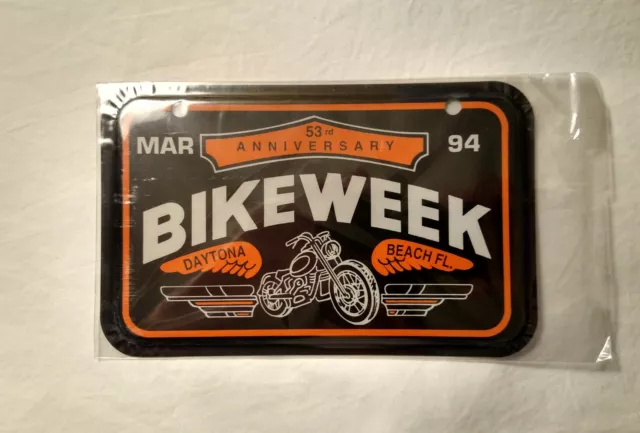 53rd
MAR ANNIVERSARY 94
BIKEWEEK
DAYTONA BEACH FL.